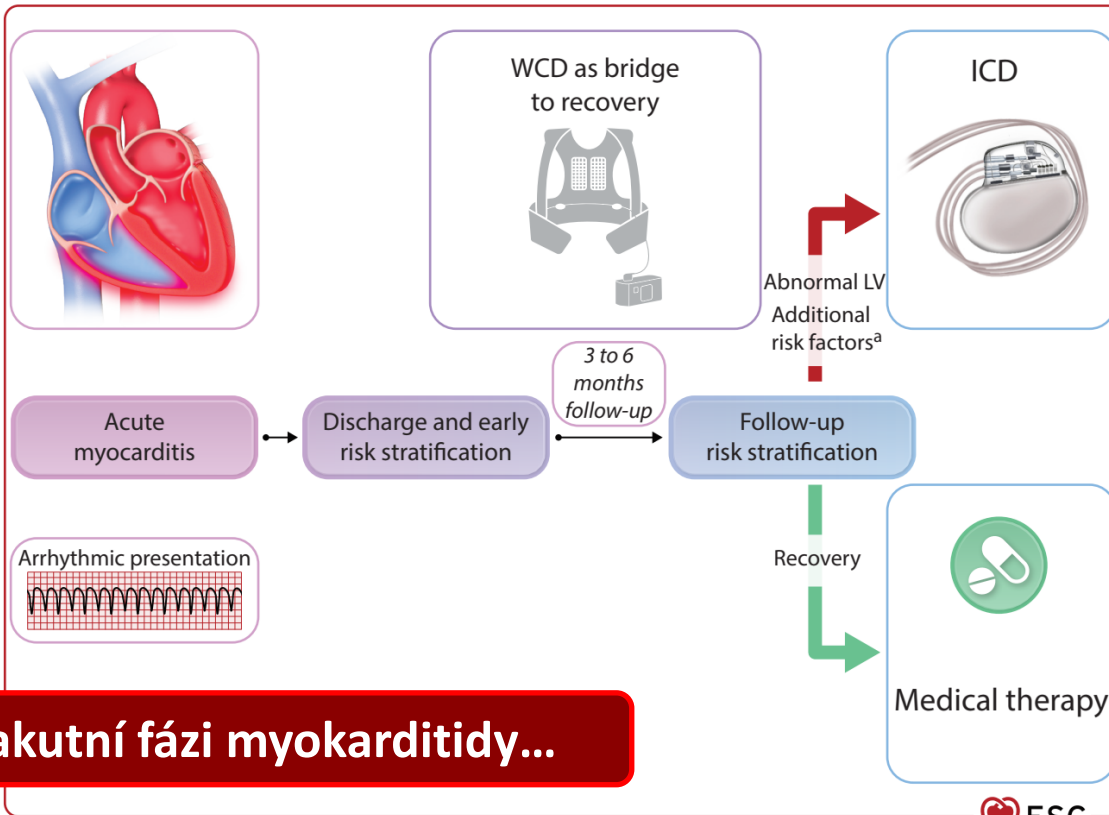 WCD as bridge
to recovery
ICD
Abnormal LV
Additional
risk factorsª
3 to 6
months
follow-up
Acute
myocarditis
Discharge and early
risk stratification
Follow-up
risk stratification
Arrhythmic presentation
Recovery
Medical therapy
akutní fázi myokarditidy...
ESC